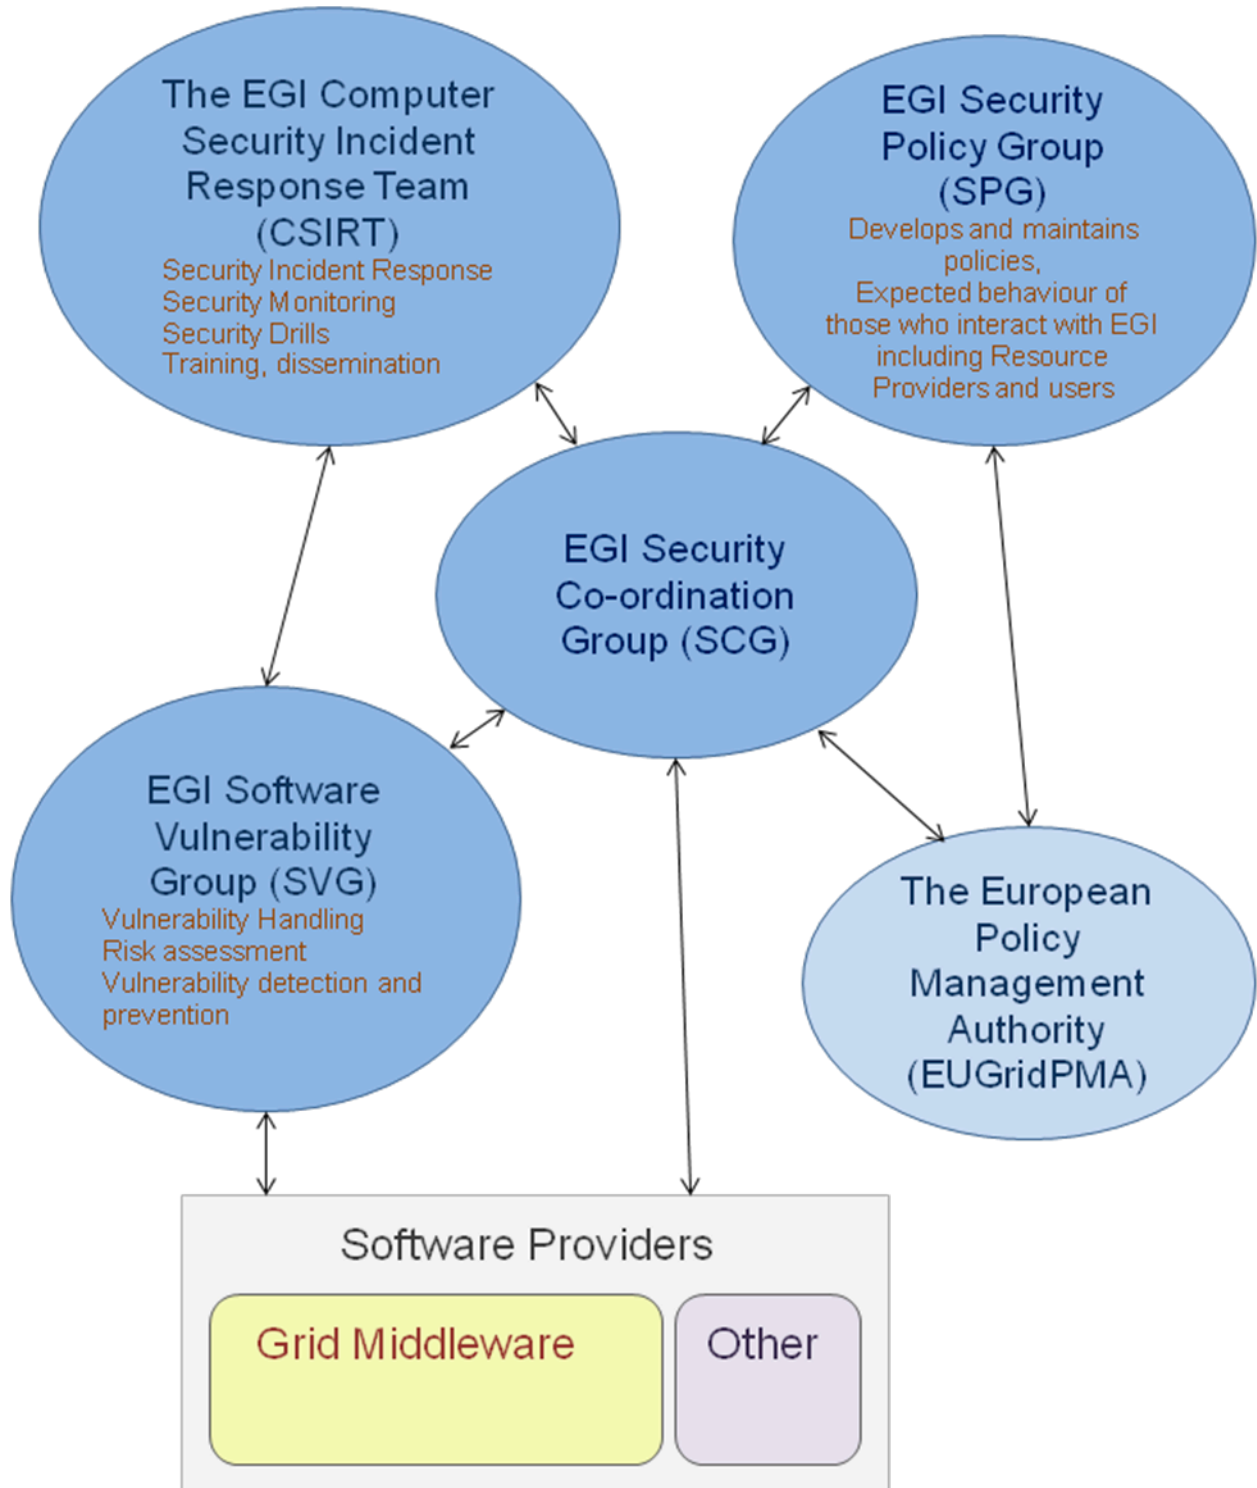 The EGI Computer
Security Incident
Response Team
(CSIRT)
Security Incident Response
Security Monitoring
Security Drills
Training, dissemination
EGI Security
Policy Group
(SPG)
Develops and maintains
policies,
Expected behaviour of
those who interact with EGI
including Resource
Providers and users
EGI Security
Co-ordination
Group (SCG)
EGI Software
Vulnerability
Group (SVG)
Vulnerability Handling
Risk assessment
Vulnerability detection and
prevention
The European
Policy
Management
Authority
(EUGridPMA)
Software Providers
Grid Middleware
Other